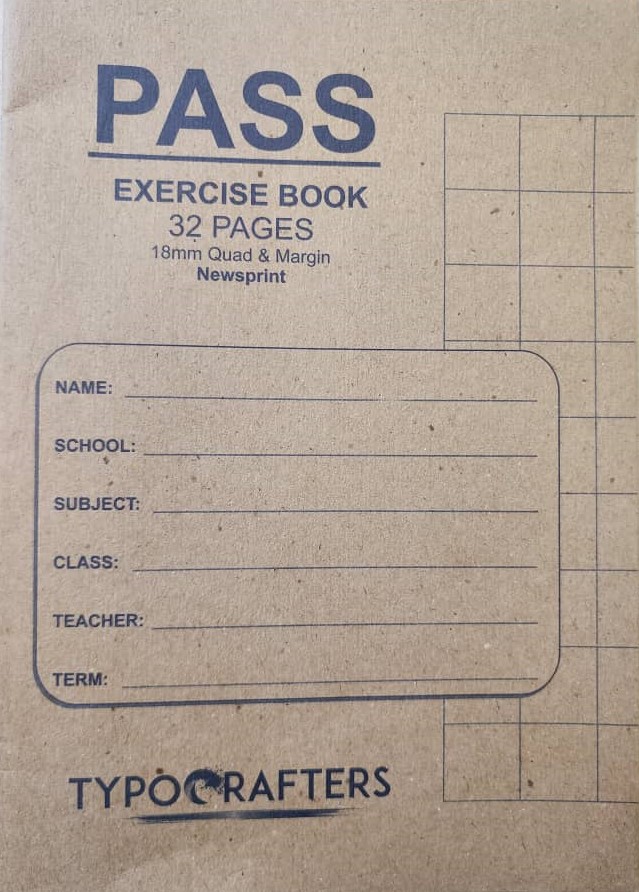 PASS
EXERCISE BOOK
32 PAGES
18mm Quad & Margin
Newsprint
NAME:
SCHOOL:
SUBJECT:
CLASS:
TEACHER:
TERM:
TYPOCRAFTERS